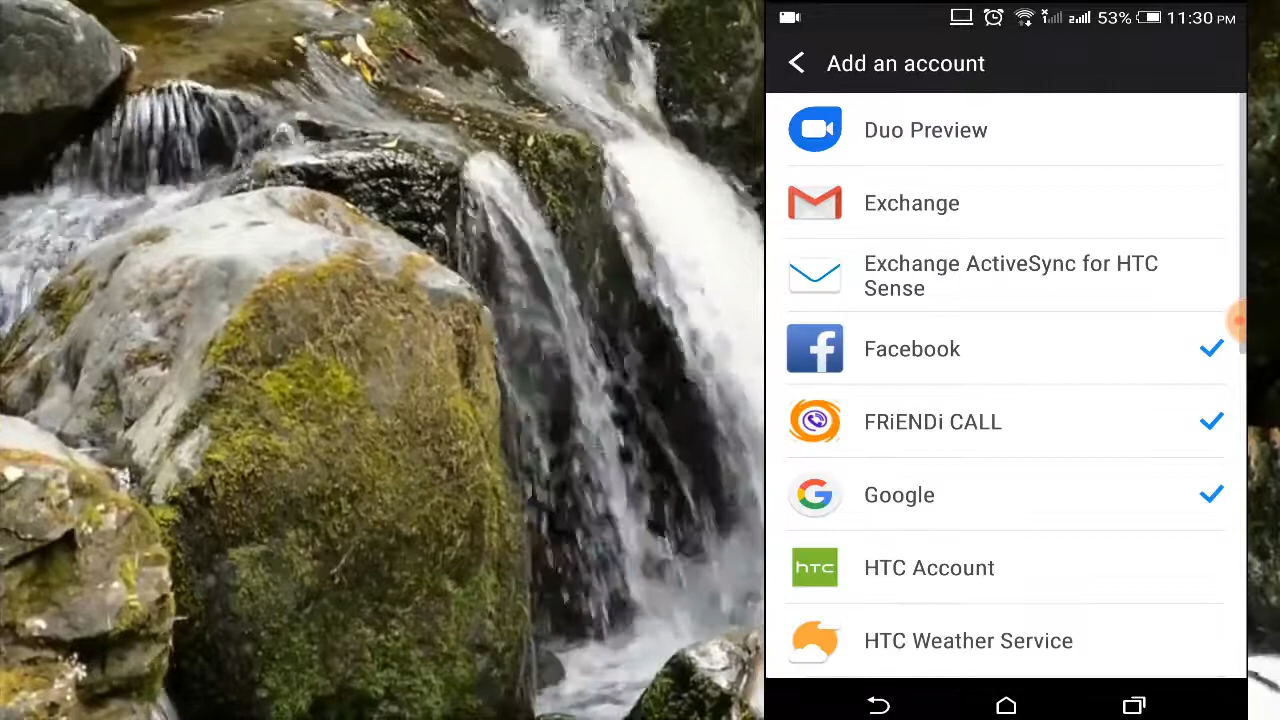 53% 11:30 PM
Add an account
Duo Preview
Exchange
Exchange ActiveSync for HTC
Sense
Facebook
FRiENDi CALL
Google
hTC HTC Account
HTC Weather Service